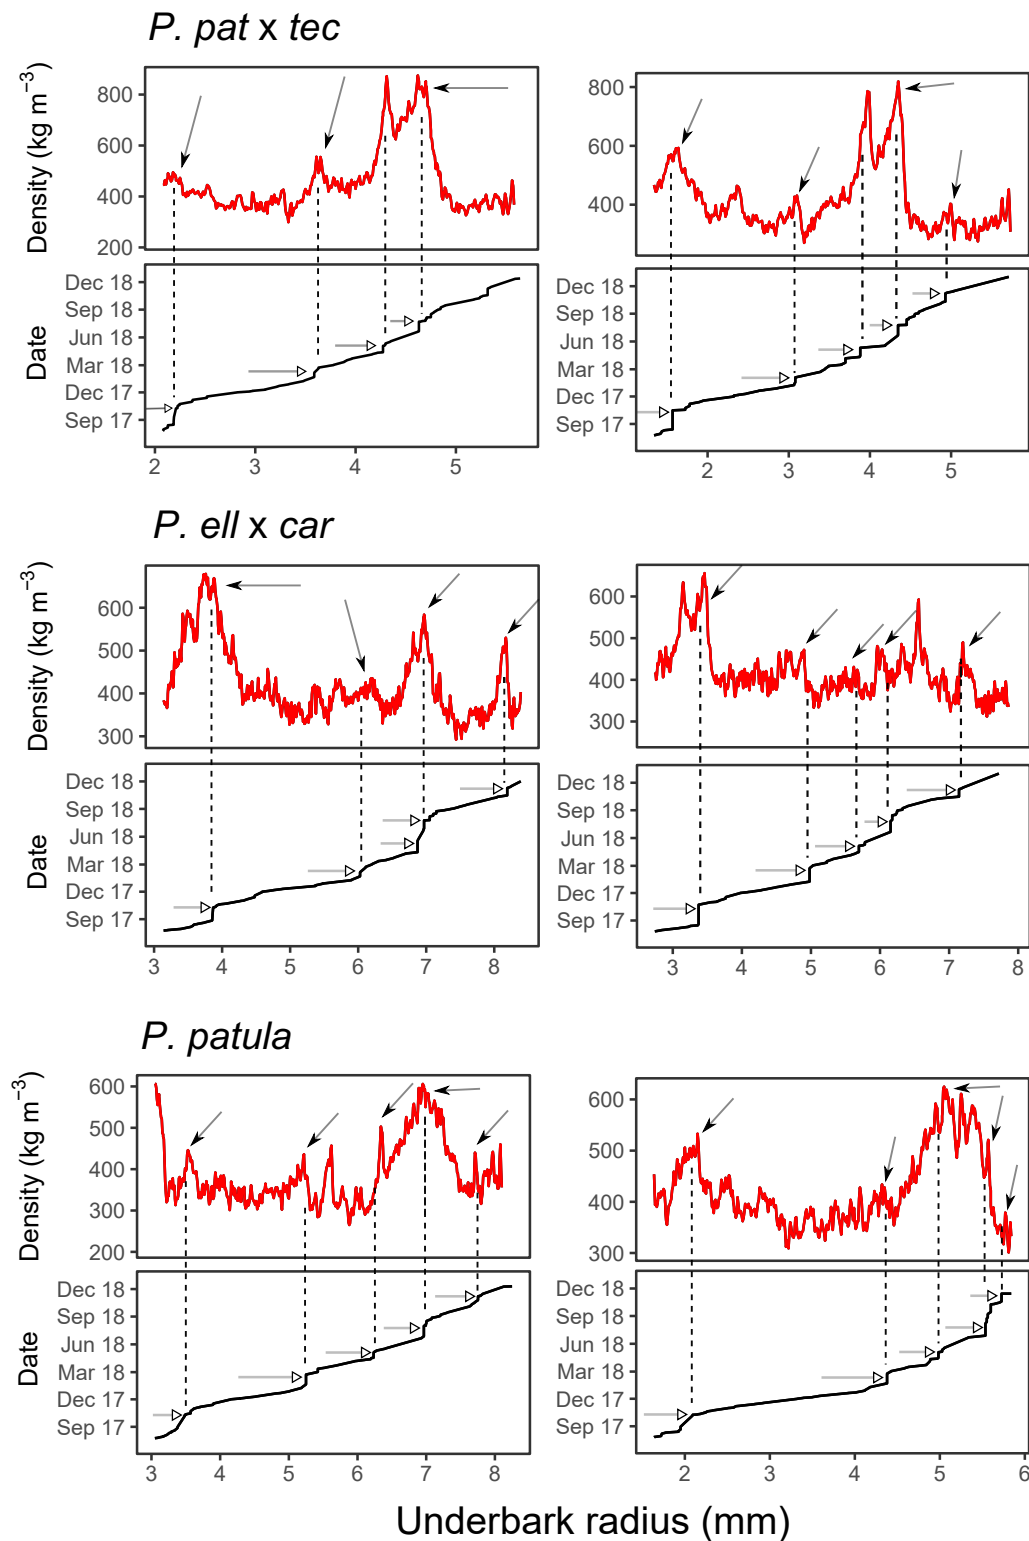 P. pat x tec
Density (kg m⁻³)
800
600
400
200
800
600
400
Date
Dec 18
Sep 18
Jun 18
Mar 18
Dec 17
Sep 17
Dec 18
Sep 18
Jun 18
Mar 18
Dec 17
Sep 17
2 3 4 5
2 3 4 5
P. ell x car
Density (kg m⁻³)
600
500
400
300
600
500
400
300
Date
Dec 18
Sep 18
Jun 18
Mar 18
Dec 17
Sep 17
Dec 18
Sep 18
Jun 18
Mar 18
Dec 17
Sep 17
3 4 5 6 7 8
3 4 5 6 7 8
P. patula
Density (kg m⁻³)
600
500
400
300
200
600
500
400
300
Date
Dec 18
Sep 18
Jun 18
Mar 18
Dec 17
Sep 17
Dec 18
Sep 18
Jun 18
Mar 18
Dec 17
Sep 17
3 4 5 6 7 8
2 3 4 5 6
Underbark radius (mm)